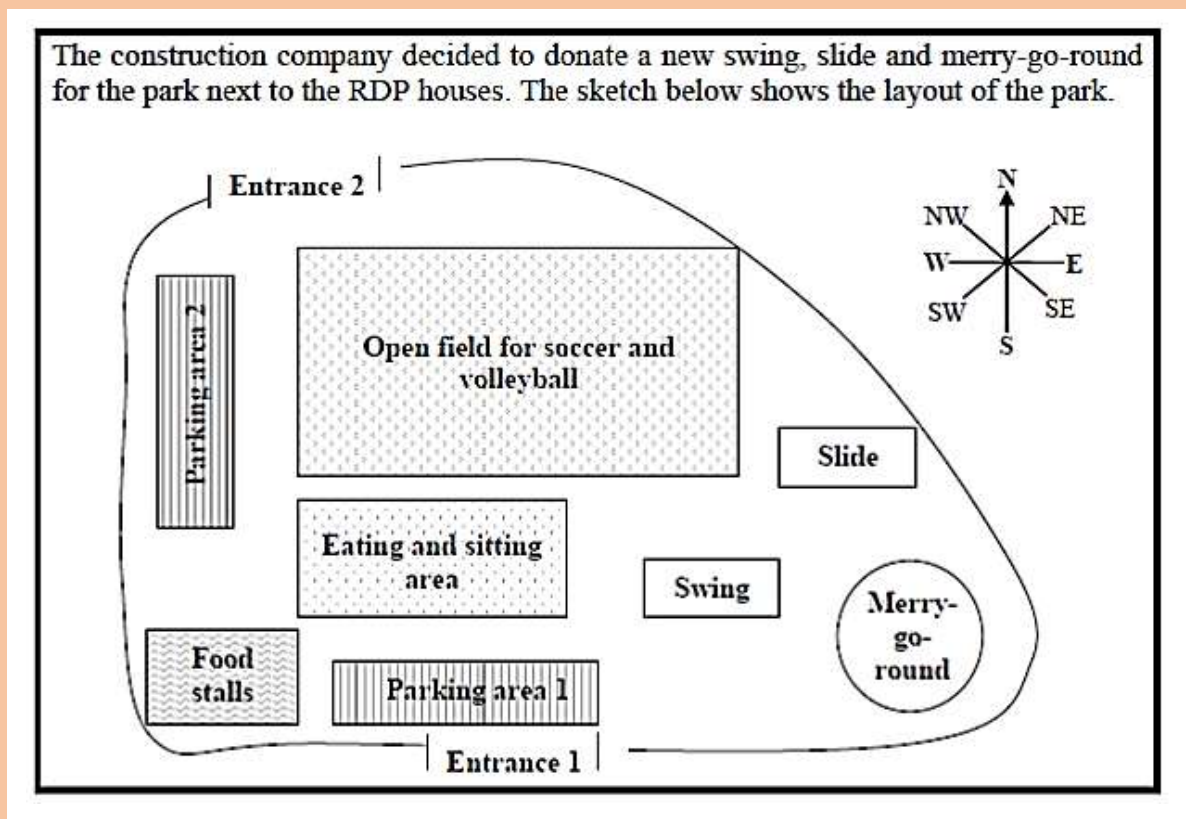 The construction company decided to donate a new swing, slide and merry-go-round
for the park next to the RDP houses. The sketch below shows the layout of the park.
Entrance 2
N
NW
NE
W
E
SW
SE
S
Parking area 2
Open field for soccer and
volleyball
Slide
Eating and sitting
area
Swing
Merry-
go-
round
Food
stalls
Parking area 1
Entrance 1